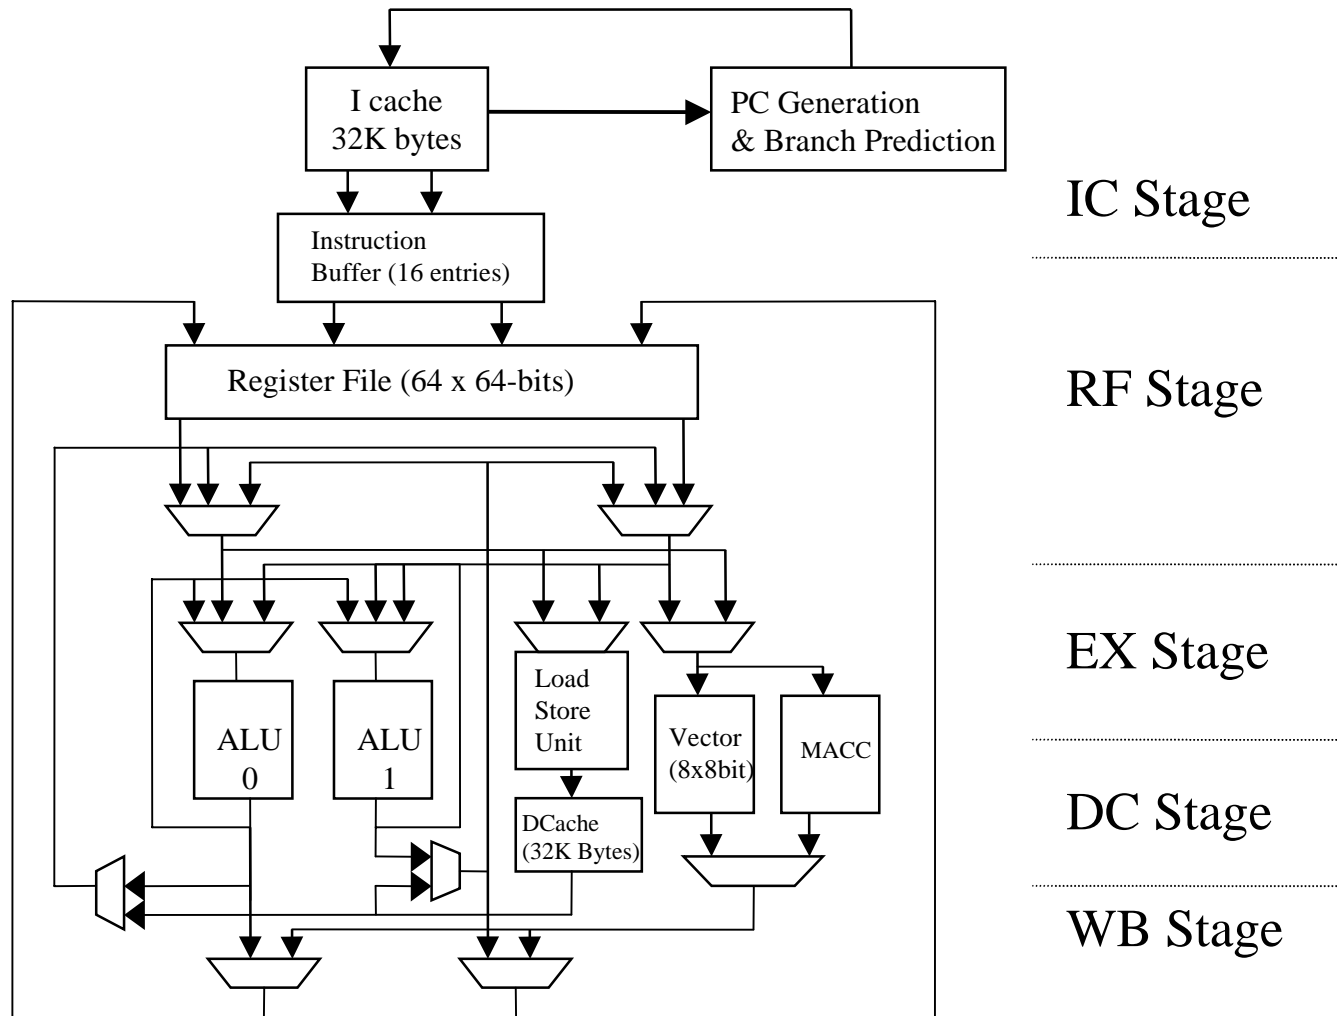 I cache
32K bytes
PC Generation
& Branch Prediction
IC Stage
Instruction
Buffer (16 entries)
Register File (64 x 64-bits)
RF Stage
EX Stage
ALU
0
ALU
1
Load
Store
Unit
Vector
(8x8bit)
MACC
DCache
(32K Bytes)
DC Stage
WB Stage